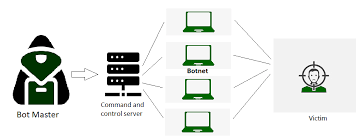 Botnet
Bot Master
Command and
control server
Victim